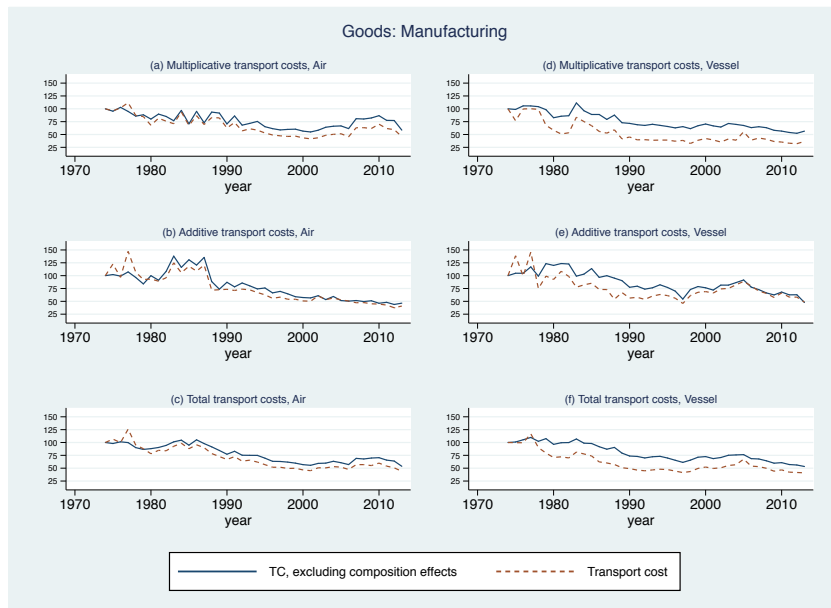 Goods: Manufacturing
(a) Multiplicative transport costs, Air
150
125
100
75
50
25
1970 1980 1990 2000 2010
year
(d) Multiplicative transport costs, Vessel
150
125
100
75
50
25
1970 1980 1990 2000 2010
year
(b) Additive transport costs, Air
150
125
100
75
50
25
1970 1980 1990 2000 2010
year
(e) Additive transport costs, Vessel
150
125
100
75
50
25
1970 1980 1990 2000 2010
year
(c) Total transport costs, Air
150
125
100
75
50
25
1970 1980 1990 2000 2010
year
(f) Total transport costs, Vessel
150
125
100
75
50
25
1970 1980 1990 2000 2010
year
TC, excluding composition effects Transport cost